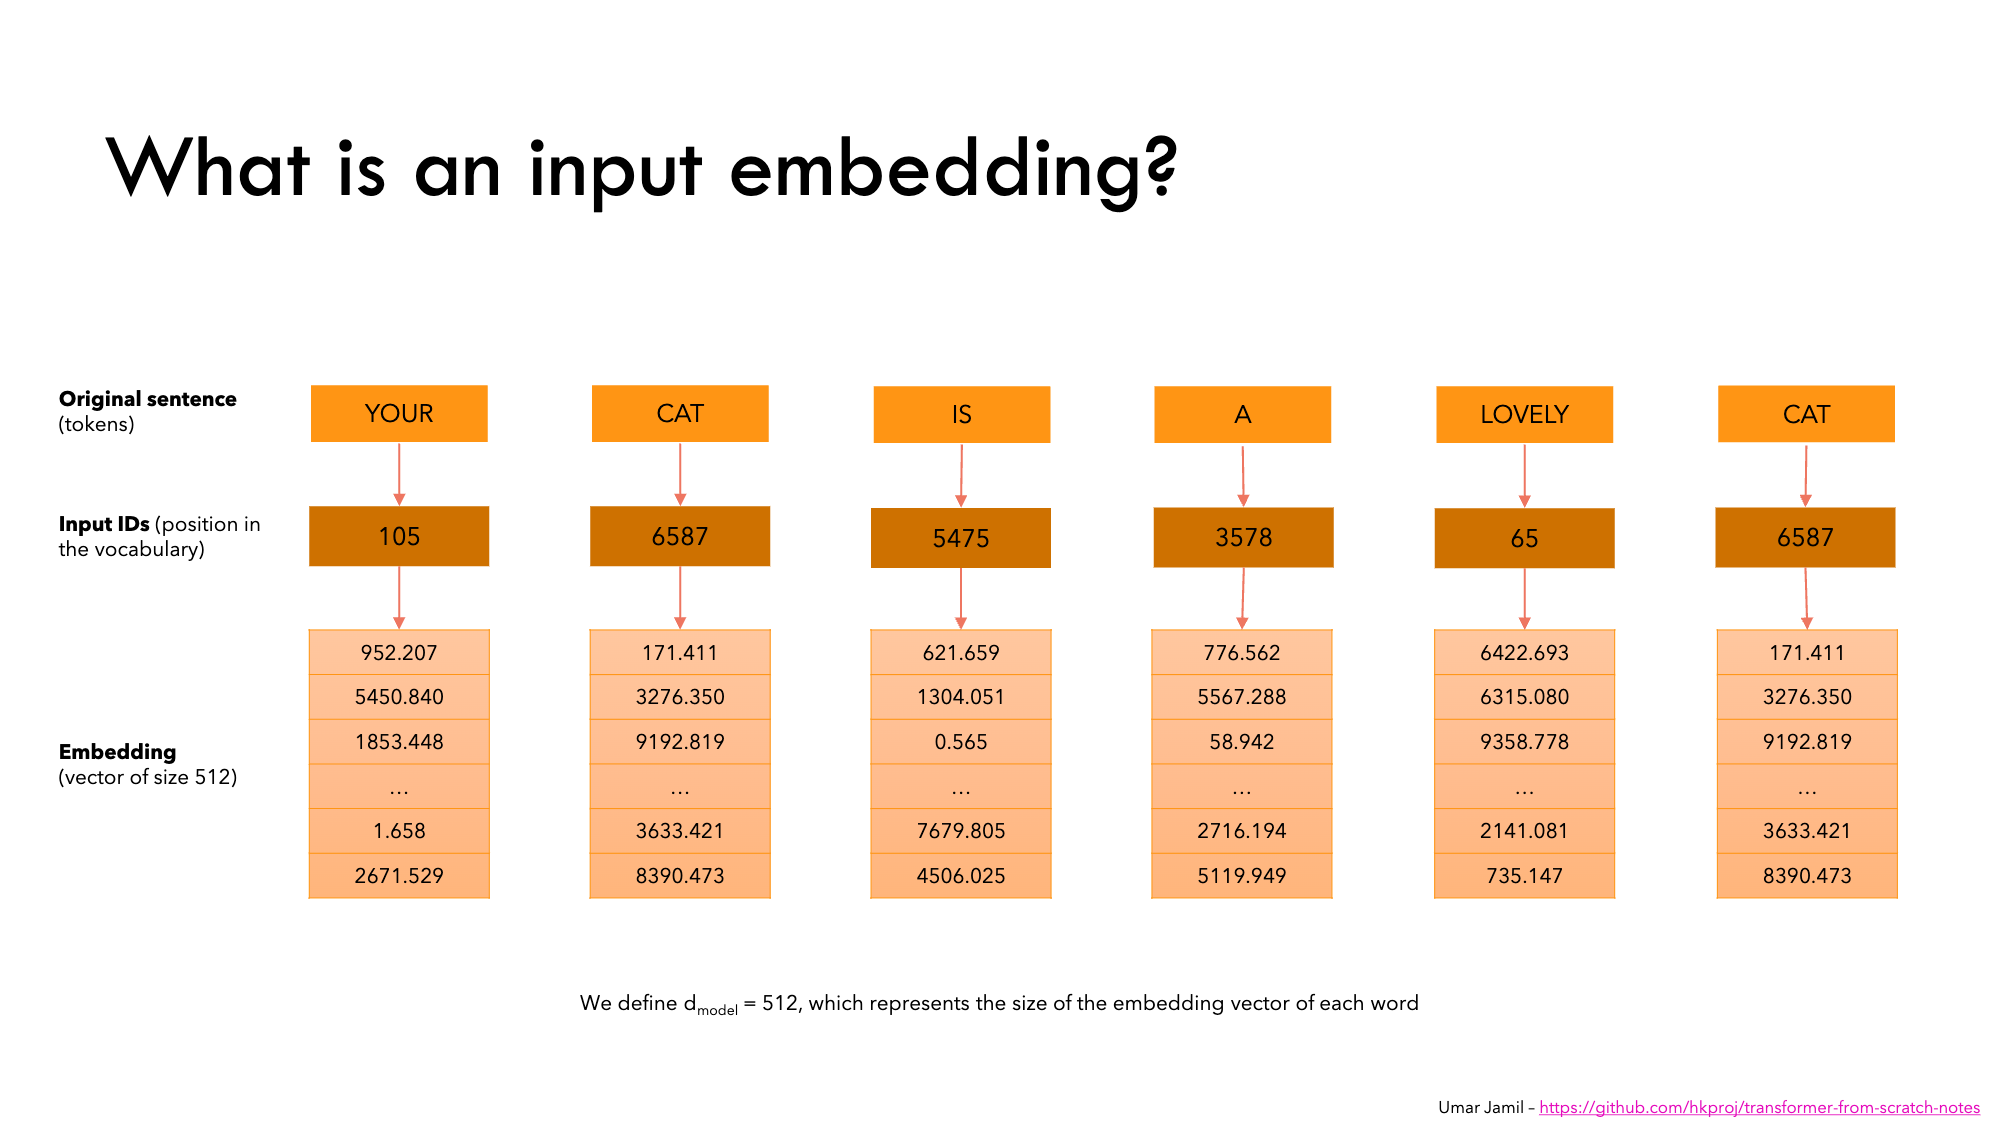 What is an input embedding?
Original sentence
(tokens)
YOUR CAT IS A LOVELY CAT
Input IDs (position in
the vocabulary)
105 6587 5475 3578 65 6587
952.207 171.411 621.659 776.562 6422.693 171.411
5450.840 3276.350 1304.051 5567.288 6315.080 3276.350
1853.448 9192.819 0.565 58.942 9358.778 9192.819
Embedding
(vector of size 512)
… … … … … …
1.658 3633.421 7679.805 2716.194 2141.081 3633.421
2671.529 8390.473 4506.025 5119.949 735.147 8390.473
We define dmodel = 512, which represents the size of the embedding vector of each word
Umar Jamil – https://github.com/hkproj/transformer-from-scratch-notes